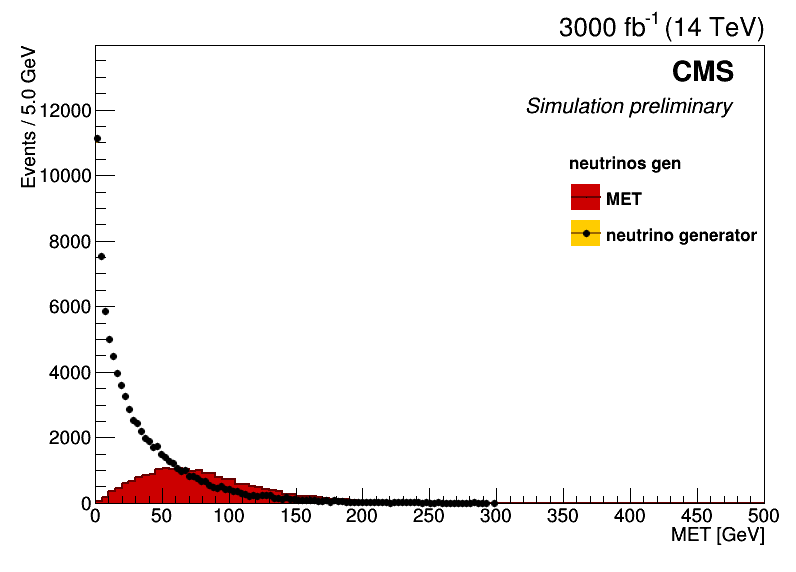 3000 fb-1 (14 TeV)
CMS
Simulation preliminary
Events / 5.0 GeV
12000
10000
8000
6000
4000
2000
0
neutrinos gen
MET
neutrino generator
0 50 100 150 200 250 300 350 400 450 500
MET [GeV]